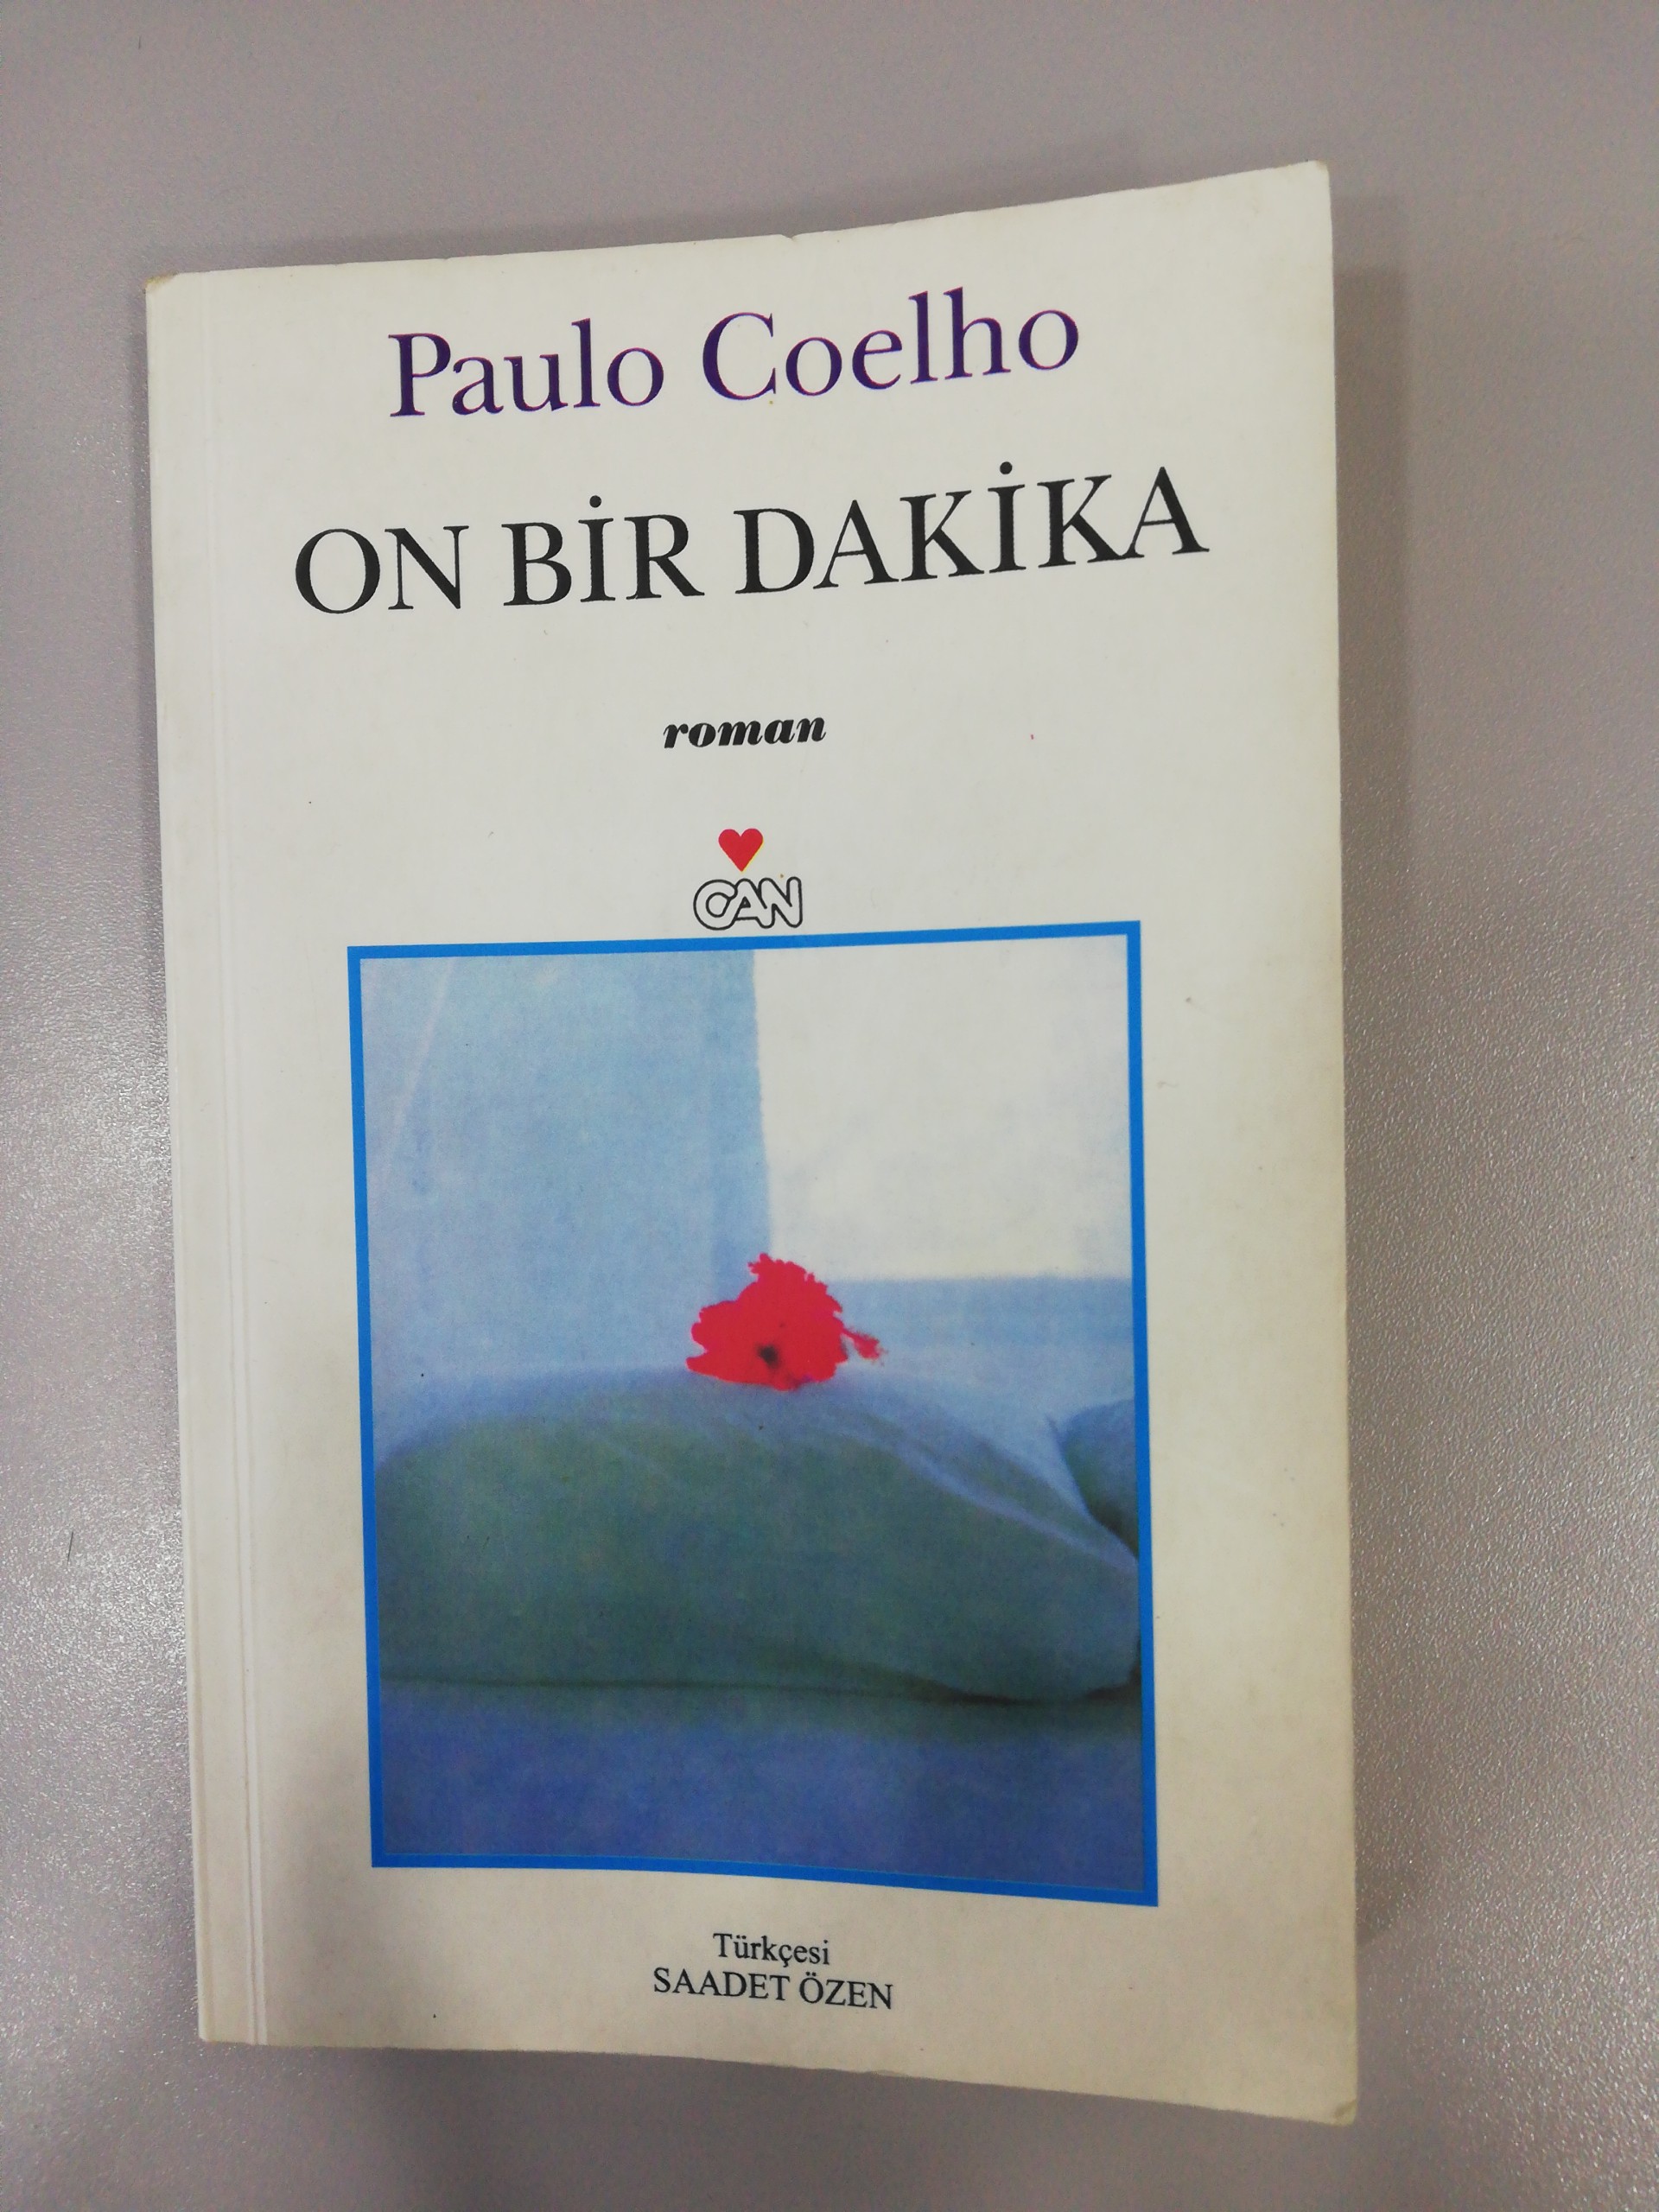 Paulo Coelho
ON BİR DAKİKA
roman
CAN
Türkçesi
SAADET ÖZEN